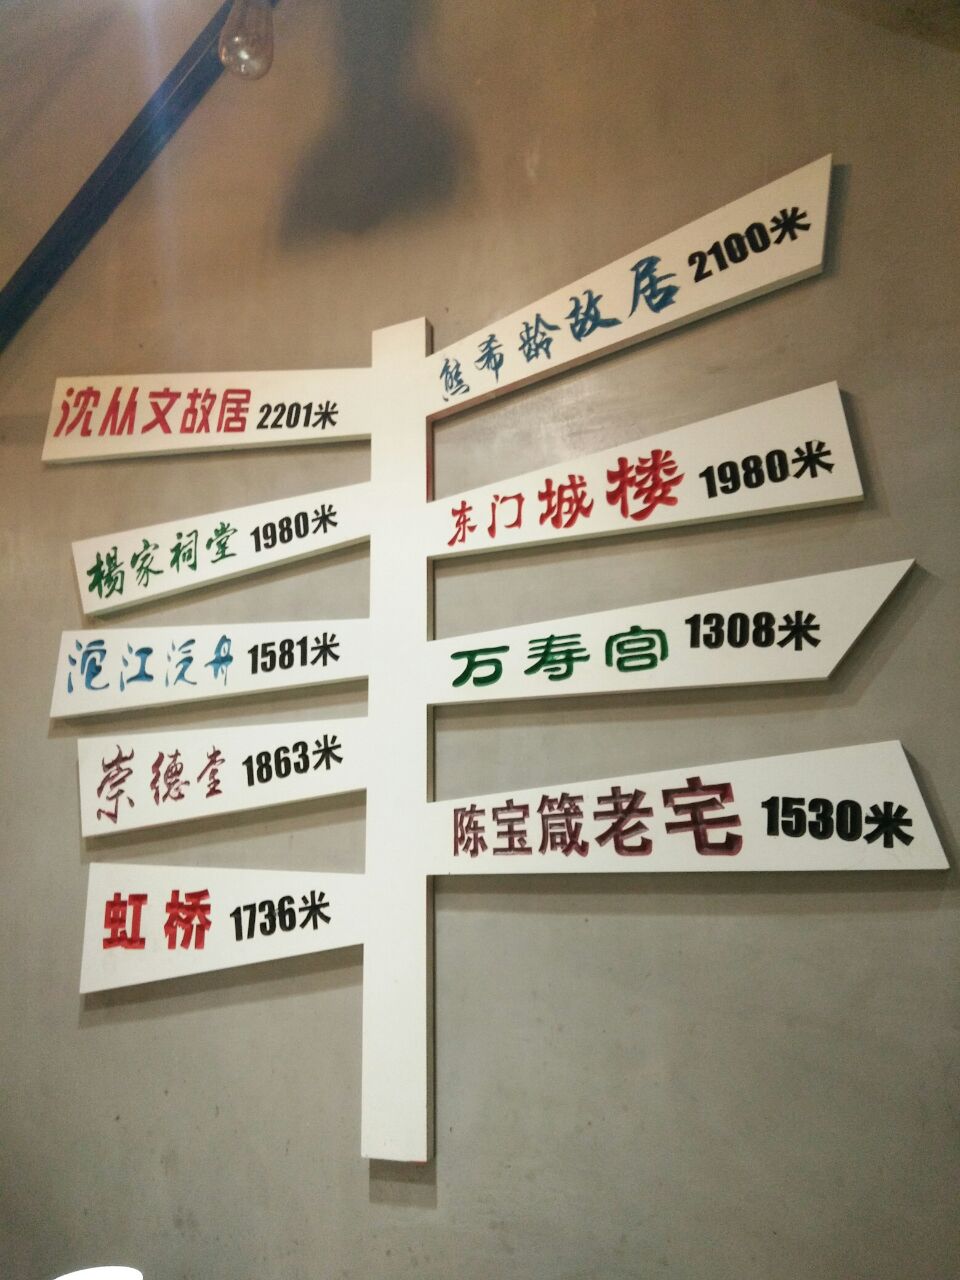 沈从文故居 2201米
楊家祠堂 1980米
沱江泛舟 1581米
崇德堂 1863米
虹桥 1736米
熊希龄故居 2100米
东门城楼 1980米
万寿宫 1308米
陈宝箴老宅 1530米